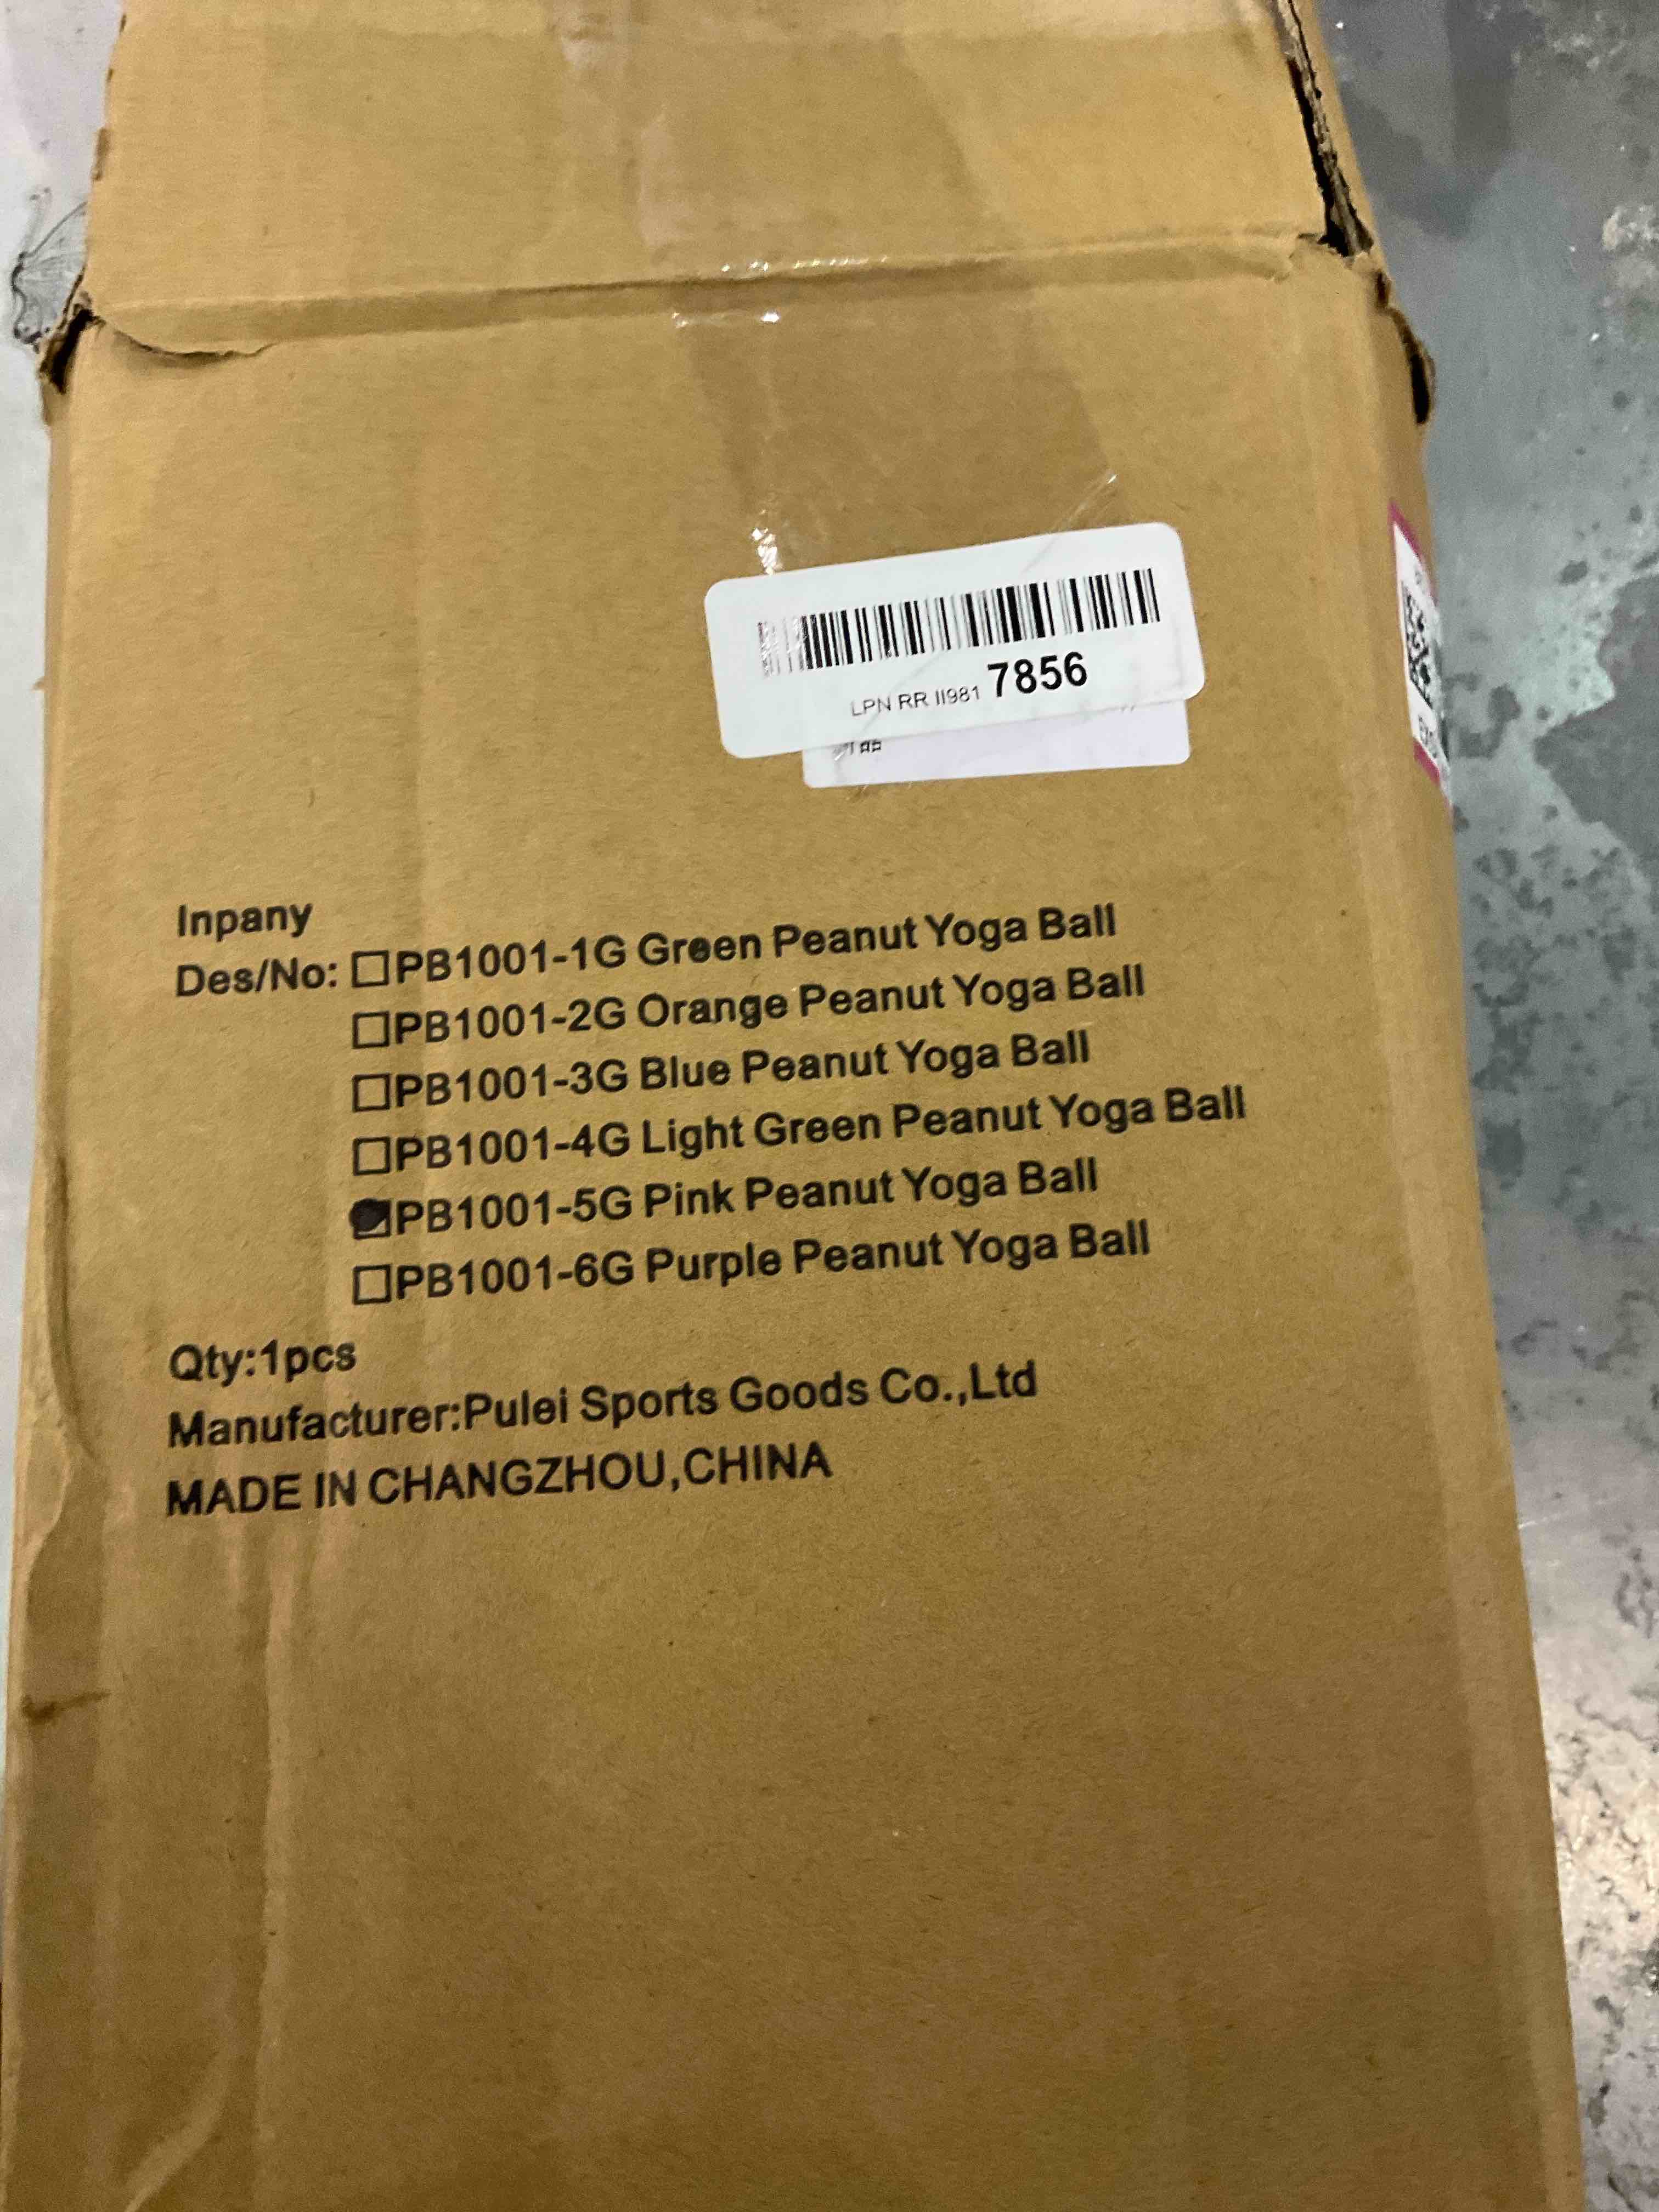 LPN RR II981 7856
Inpany
Des/No: □PB1001-1G Green Peanut Yoga Ball
□PB1001-2G Orange Peanut Yoga Ball
□PB1001-3G Blue Peanut Yoga Ball
□PB1001-4G Light Green Peanut Yoga Ball
PB1001-5G Pink Peanut Yoga Ball
□PB1001-6G Purple Peanut Yoga Ball
Qty:1pcs
Manufacturer:Pulei Sports Goods Co.,Ltd
MADE IN CHANGZHOU,CHINA